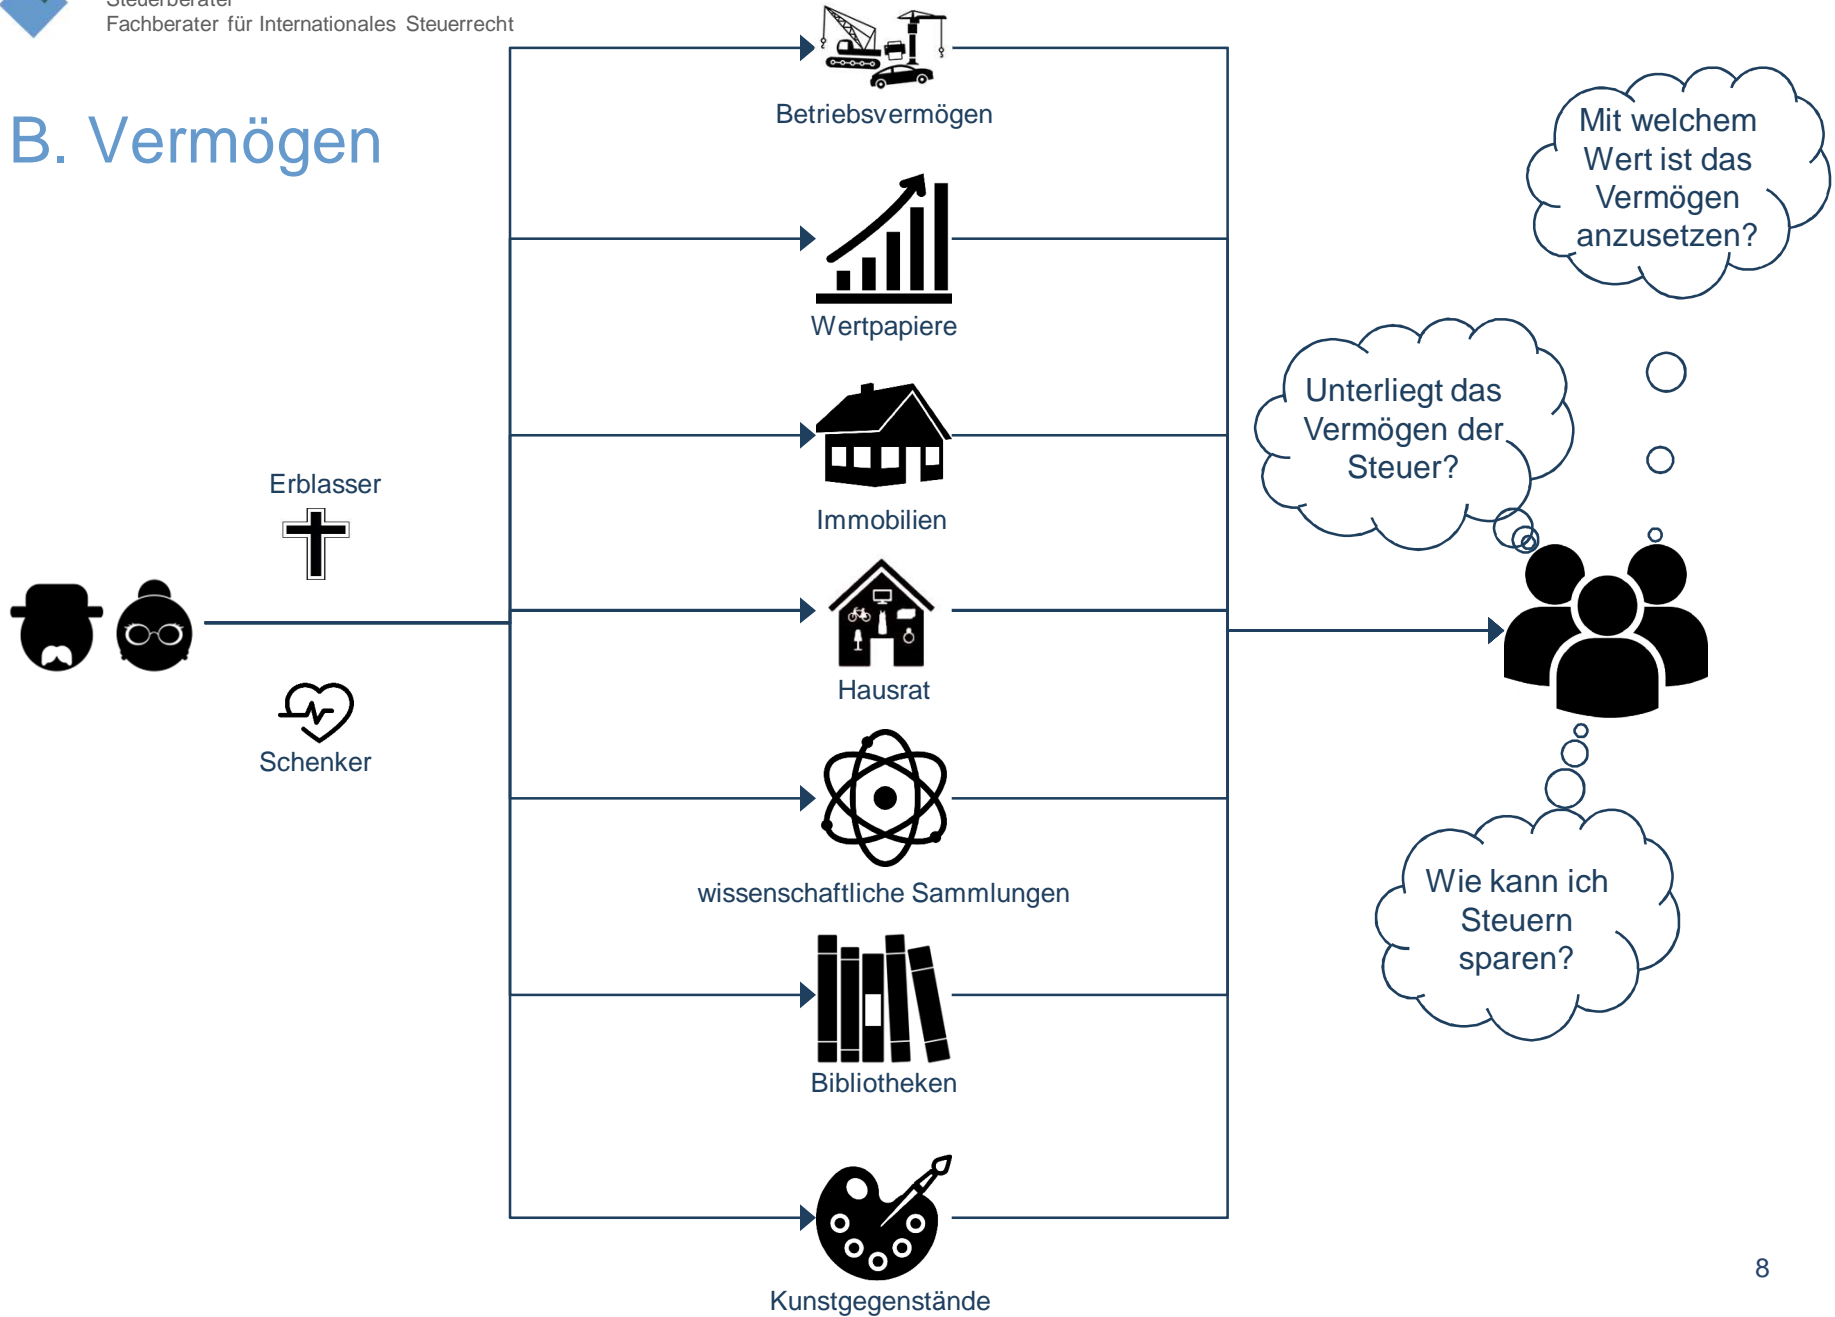 Steuerberater
Fachberater für Internationales Steuerrecht
B. Vermögen
Erblasser
Schenker
Betriebsvermögen
Wertpapiere
Immobilien
Hausrat
wissenschaftliche Sammlungen
Bibliotheken
Kunstgegenstände
Mit welchem
Wert ist das
Vermögen
anzusetzen?
Unterliegt das
Vermögen der
Steuer?
Wie kann ich
Steuern
sparen?
8